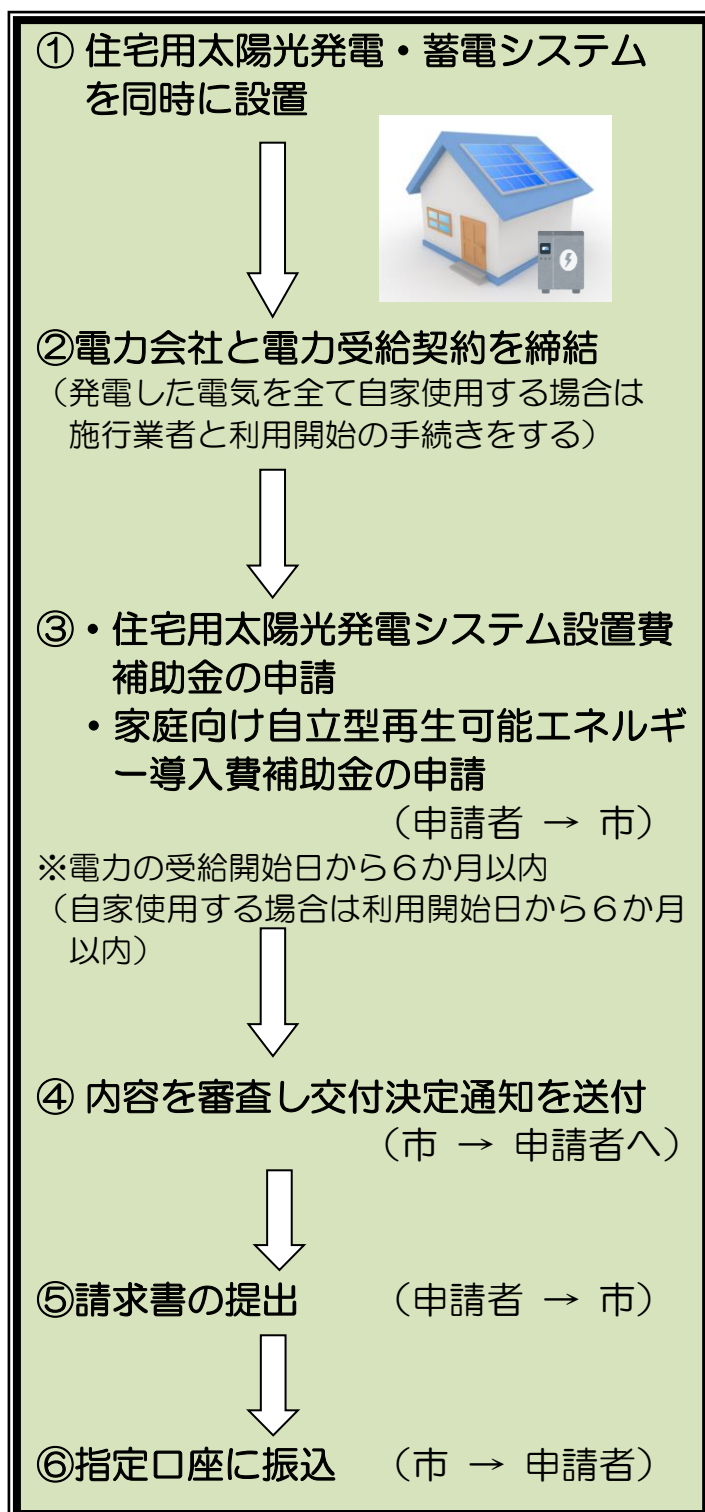 ① 住宅用太陽光発電・蓄電システム
を同時に設置
②電力会社と電力受給契約を締結
（発電した電気を全て自家使用する場合は
施行業者と利用開始の手続きをする）
③・住宅用太陽光発電システム設置費
補助金の申請
・家庭向け自立型再生可能エネルギ
ー導入費補助金の申請
（申請者 → 市）
※電力の受給開始日から６か月以内
（自家使用する場合は利用開始日から６か月
以内）
④ 内容を審査し交付決定通知を送付
（市 → 申請者へ）
⑤請求書の提出 （申請者 → 市）
⑥指定口座に振込 （市 → 申請者）